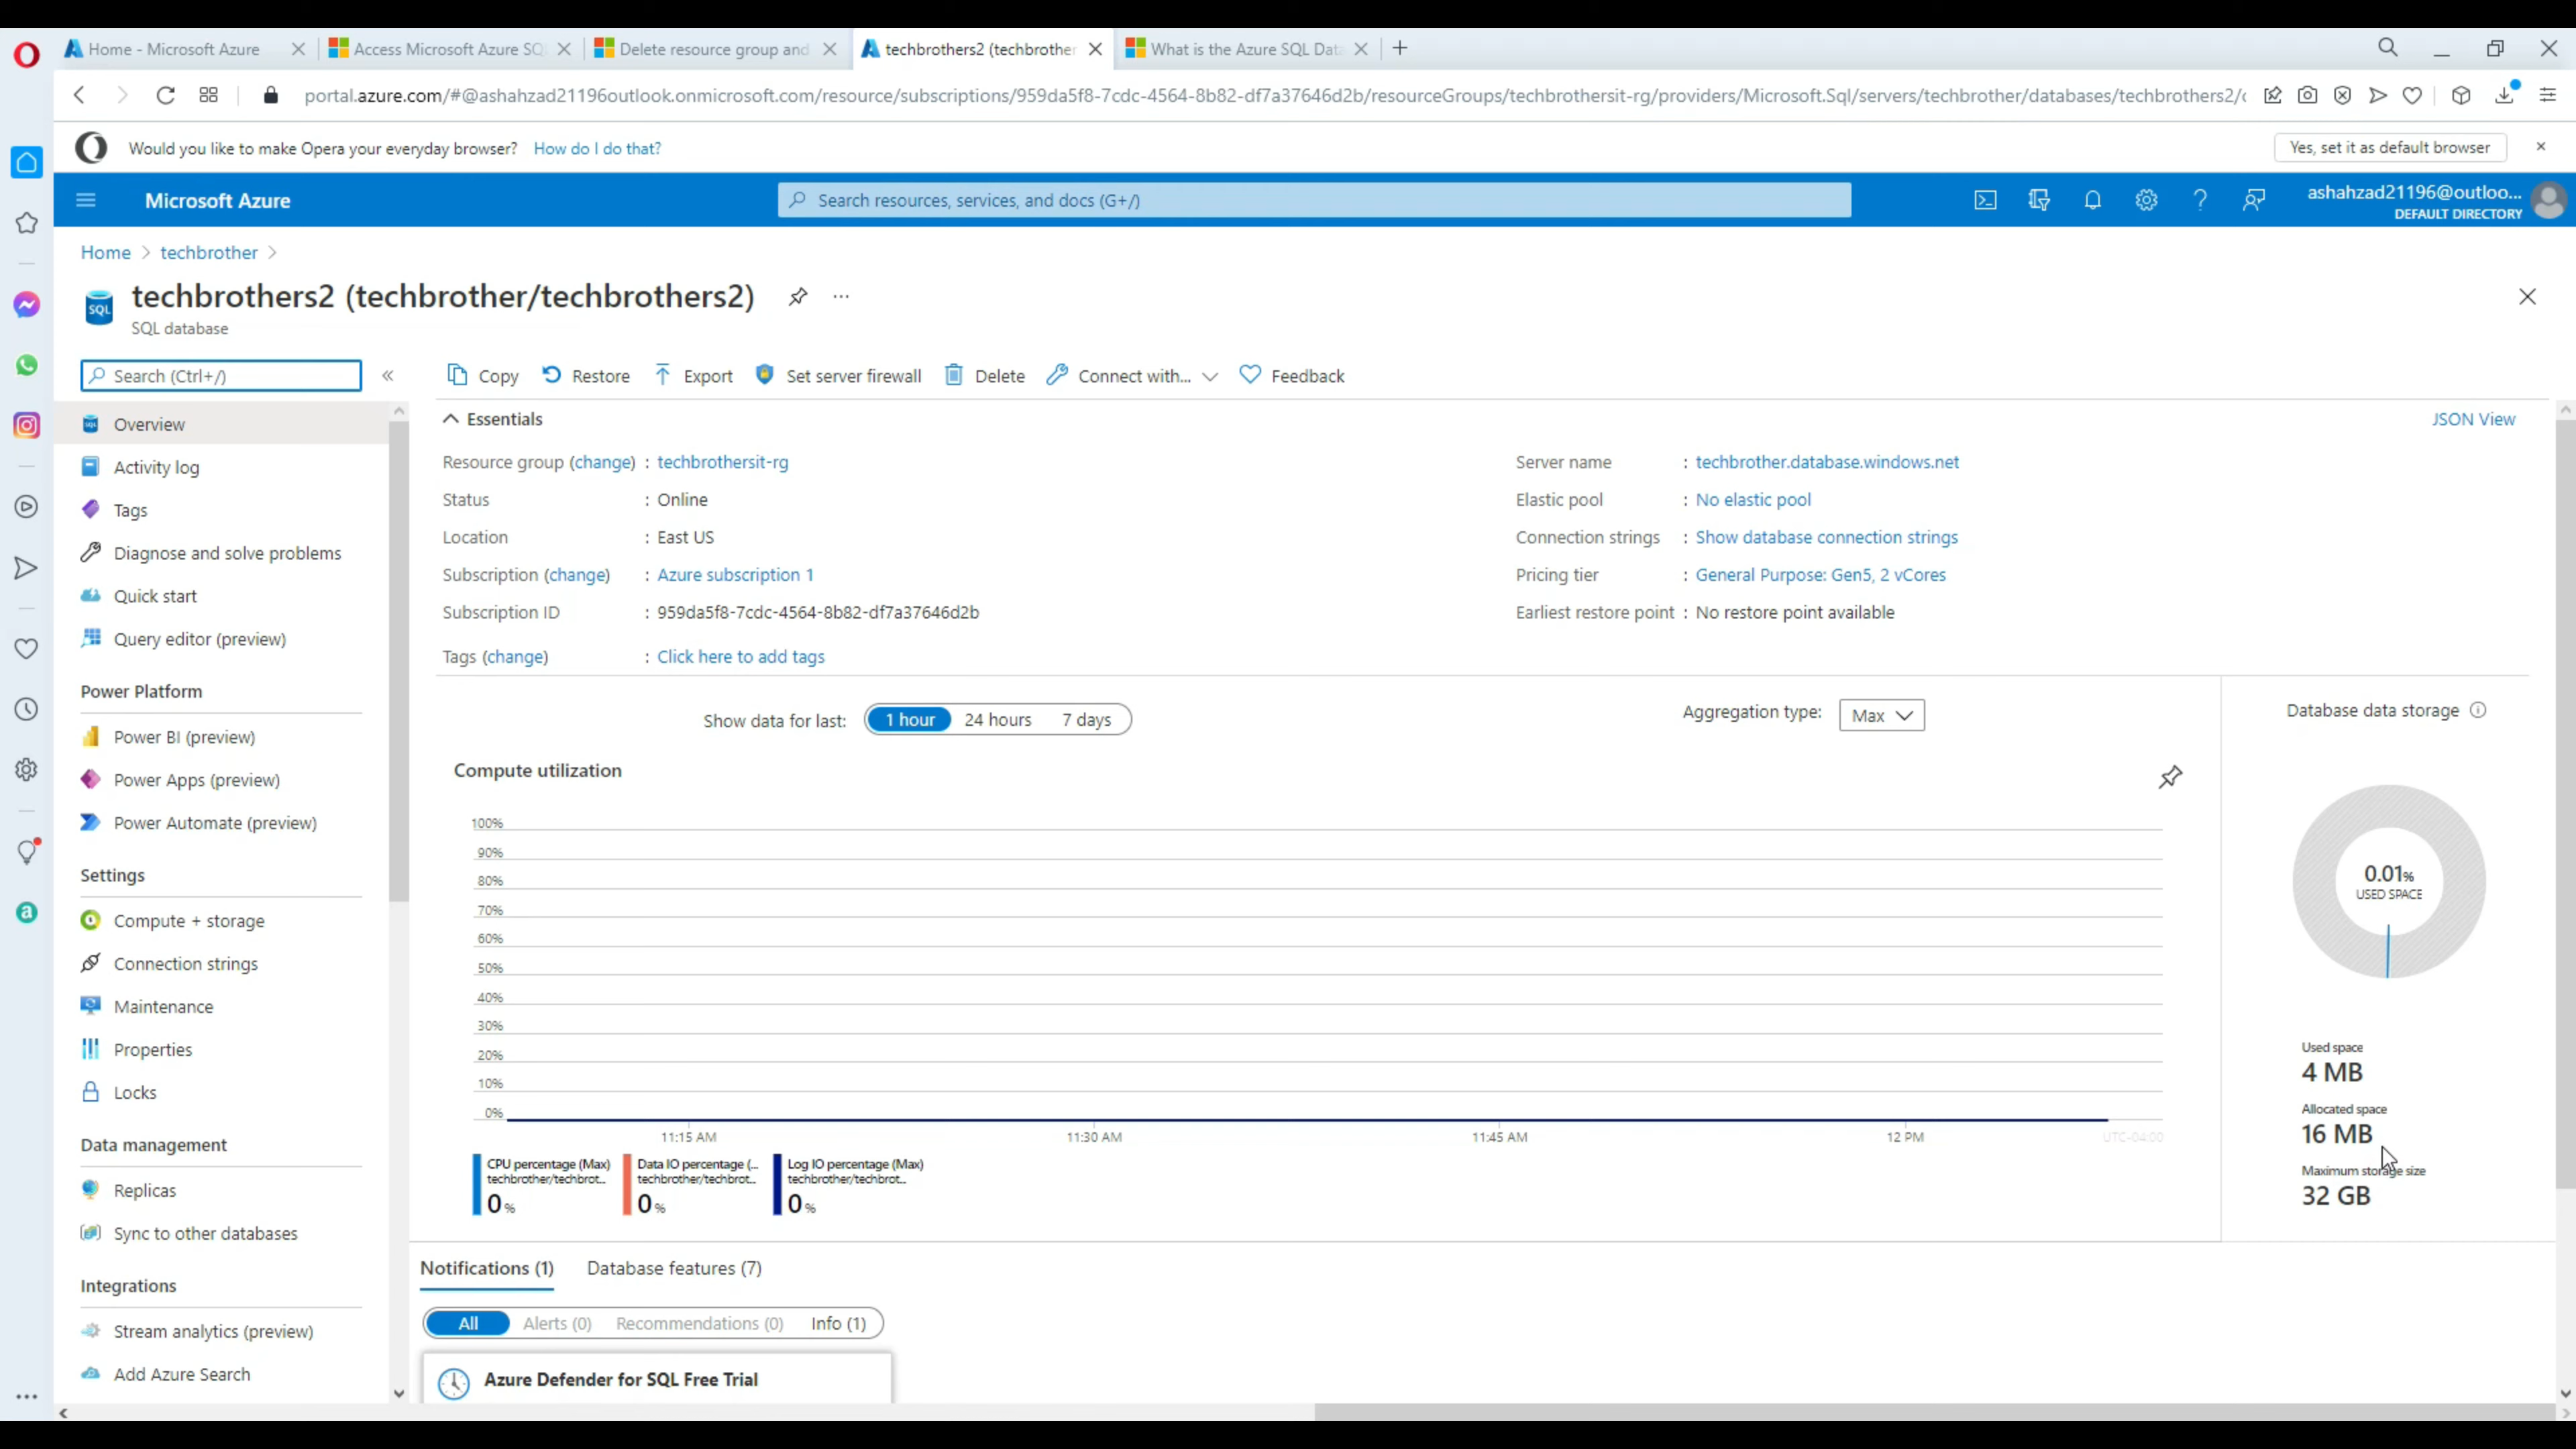 Home - Microsoft Azure
Access Microsoft Azure SQ
Delete resource group and
techbrothers2 (techbrother
What is the Azure SQL Dat
portal.azure.com/#@ashahzad21196outlook.onmicrosoft.com/resource/subscriptions/959da5f8-7cdc-4564-8b82-df7a37646d2b/resourceGroups/techbrothersit-rg/providers/Microsoft.Sql/servers/techbrother/databases/techbrothers2/
Would you like to make Opera your everyday browser? How do I do that?
Yes, set it as default browser
Microsoft Azure
Search resources, services, and docs (G+/)
ashahzad21196@outloo...
DEFAULT DIRECTORY
Home > techbrother >
techbrothers2 (techbrother/techbrothers2)
SQL database
Search (Ctrl+/)
Copy
Restore
Export
Set server firewall
Delete
Connect with...
Feedback
Overview
Activity log
Tags
Diagnose and solve problems
Quick start
Query editor (preview)
Power Platform
Power BI (preview)
Power Apps (preview)
Power Automate (preview)
Settings
Compute + storage
Connection strings
Maintenance
Properties
Locks
Data management
Replicas
Sync to other databases
Integrations
Stream analytics (preview)
Add Azure Search
Essentials
JSON View
Resource group (change) : techbrothersit-rg
Status : Online
Location : East US
Subscription (change) : Azure subscription 1
Subscription ID : 959da5f8-7cdc-4564-8b82-df7a37646d2b
Tags (change) : Click here to add tags
Server name : techbrother.database.windows.net
Elastic pool : No elastic pool
Connection strings : Show database connection strings
Pricing tier : General Purpose: Gen5, 2 vCores
Earliest restore point : No restore point available
Show data for last: 1 hour 24 hours 7 days
Aggregation type: Max
Compute utilization
100%
90%
80%
70%
60%
50%
40%
30%
20%
10%
0%
11:15 AM 11:30 AM 11:45 AM 12 PM UTC-04:00
CPU percentage (Max)
techbrother/techbrot...
0 %
Data IO percentage (...
techbrother/techbrot...
0 %
Log IO percentage (Max)
techbrother/techbrot...
0 %
Database data storage
0.01%
USED SPACE
Used space
4 MB
Allocated space
16 MB
Maximum storage size
32 GB
Notifications (1) Database features (7)
All Alerts (0) Recommendations (0) Info (1)
Azure Defender for SQL Free Trial